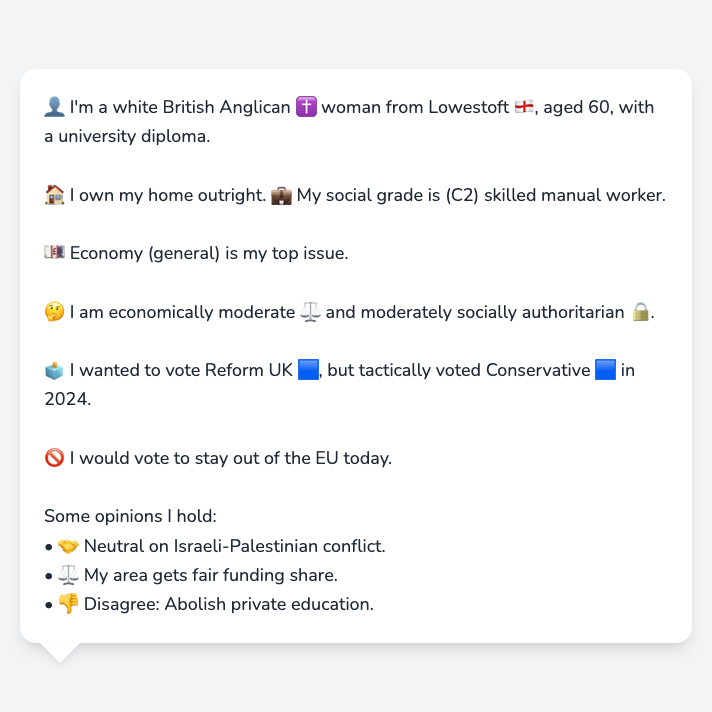 👤 I'm a white British Anglican ✝️ woman from Lowestoft 🏴󠁧󠁢󠁥󠁮󠁧󠁿, aged 60, with
a university diploma.
🏠 I own my home outright. 💼 My social grade is (C2) skilled manual worker.
💷 Economy (general) is my top issue.
🤔 I am economically moderate ⚖️ and moderately socially authoritarian 🔒.
🗳️ I wanted to vote Reform UK 🟦, but tactically voted Conservative 🟦 in
2024.
🚫 I would vote to stay out of the EU today.
Some opinions I hold:
• 🤝 Neutral on Israeli-Palestinian conflict.
• ⚖️ My area gets fair funding share.
• 👎 Disagree: Abolish private education.